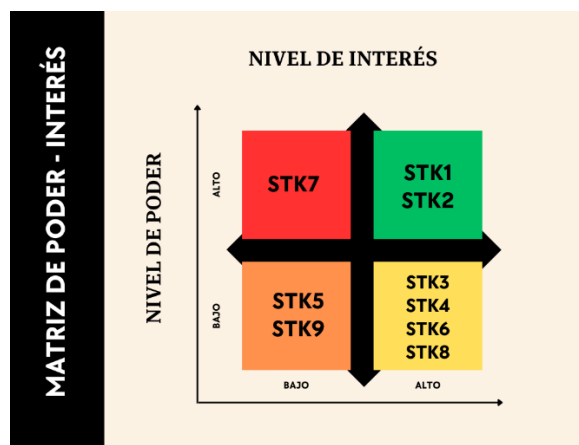 MATRIZ DE PODER - INTERÉS
NIVEL DE INTERÉS
NIVEL DE PODER
ALTO
STK7
STK1
STK2
BAJO
STK5
STK9
STK3
STK4
STK6
STK8
BAJO
ALTO